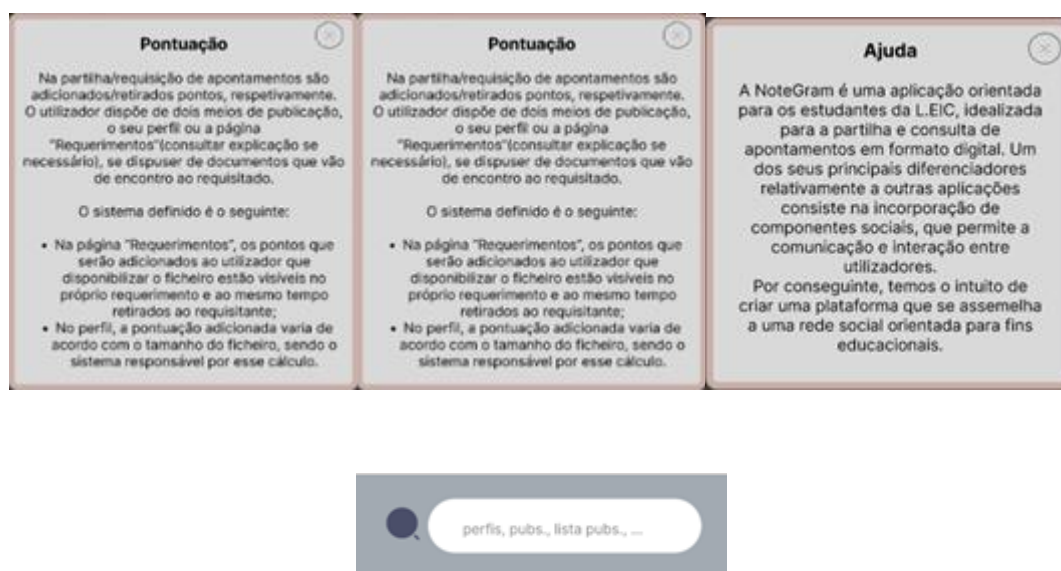 Pontuação
Na partilha/requisição de apontamentos são
adicionados/retirados pontos, respetivamente.
O utilizador dispõe de dois meios de publicação,
o seu perfil ou a página
"Requerimentos"(consultar explicação se
necessário), se dispuser de documentos que vão
de encontro ao requisitado.
O sistema definido é o seguinte:
• Na página "Requerimentos", os pontos que
serão adicionados ao utilizador que
disponibilizar o ficheiro estão visíveis no
próprio requerimento e ao mesmo tempo
retirados ao requisitante;
• No perfil, a pontuação adicionada varia de
acordo com o tamanho do ficheiro, sendo o
sistema responsável por esse cálculo.
Pontuação
Na partilha/requisição de apontamentos são
adicionados/retirados pontos, respetivamente.
O utilizador dispõe de dois meios de publicação,
o seu perfil ou a página
"Requerimentos"(consultar explicação se
necessário), se dispuser de documentos que vão
de encontro ao requisitado.
O sistema definido é o seguinte:
• Na página "Requerimentos", os pontos que
serão adicionados ao utilizador que
disponibilizar o ficheiro estão visíveis no
próprio requerimento e ao mesmo tempo
retirados ao requisitante;
• No perfil, a pontuação adicionada varia de
acordo com o tamanho do ficheiro, sendo o
sistema responsável por esse cálculo.
Ajuda
A NoteGram é uma aplicação orientada
para os estudantes da L.EIC, idealizada
para a partilha e consulta de
apontamentos em formato digital. Um
dos seus principais diferenciadores
relativamente a outras aplicações
consiste na incorporação de
componentes sociais, que permite a
comunicação e interação entre
utilizadores.
Por conseguinte, temos o intuito de
criar uma plataforma que se assemelha
a uma rede social orientada para fins
educacionais.
perfis, pubs., lista pubs., ...